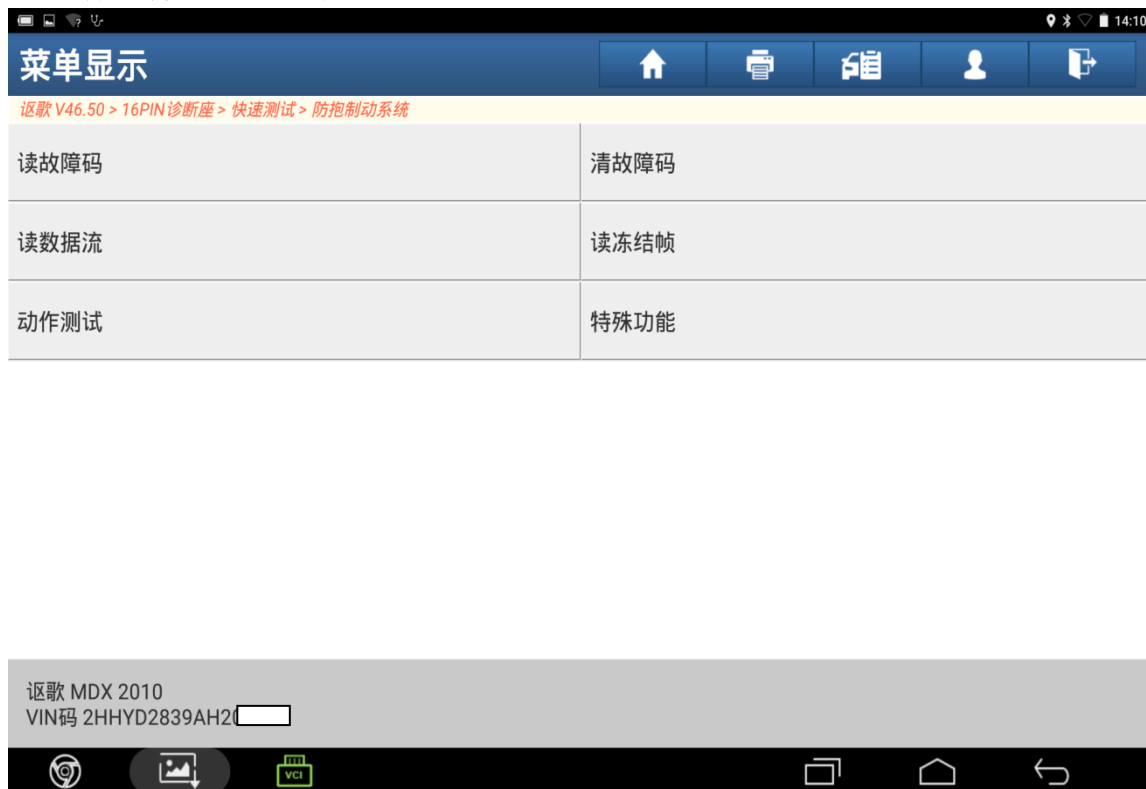 14:10
菜单显示
讴歌 V46.50 > 16PIN诊断座 > 快速测试 > 防抱制动系统
读故障码
清故障码
读数据流
读冻结帧
动作测试
特殊功能
讴歌 MDX 2010
VIN码 2HHYD2839AH2
VCI